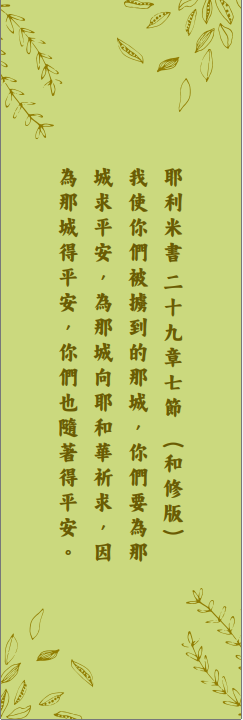 耶利米書 二十九章七節 （和修版）
我使你們被擄到的那城，你們要為那
城求平安，為那城向耶和華祈求，因
為那城得平安，你們也隨著得平安。